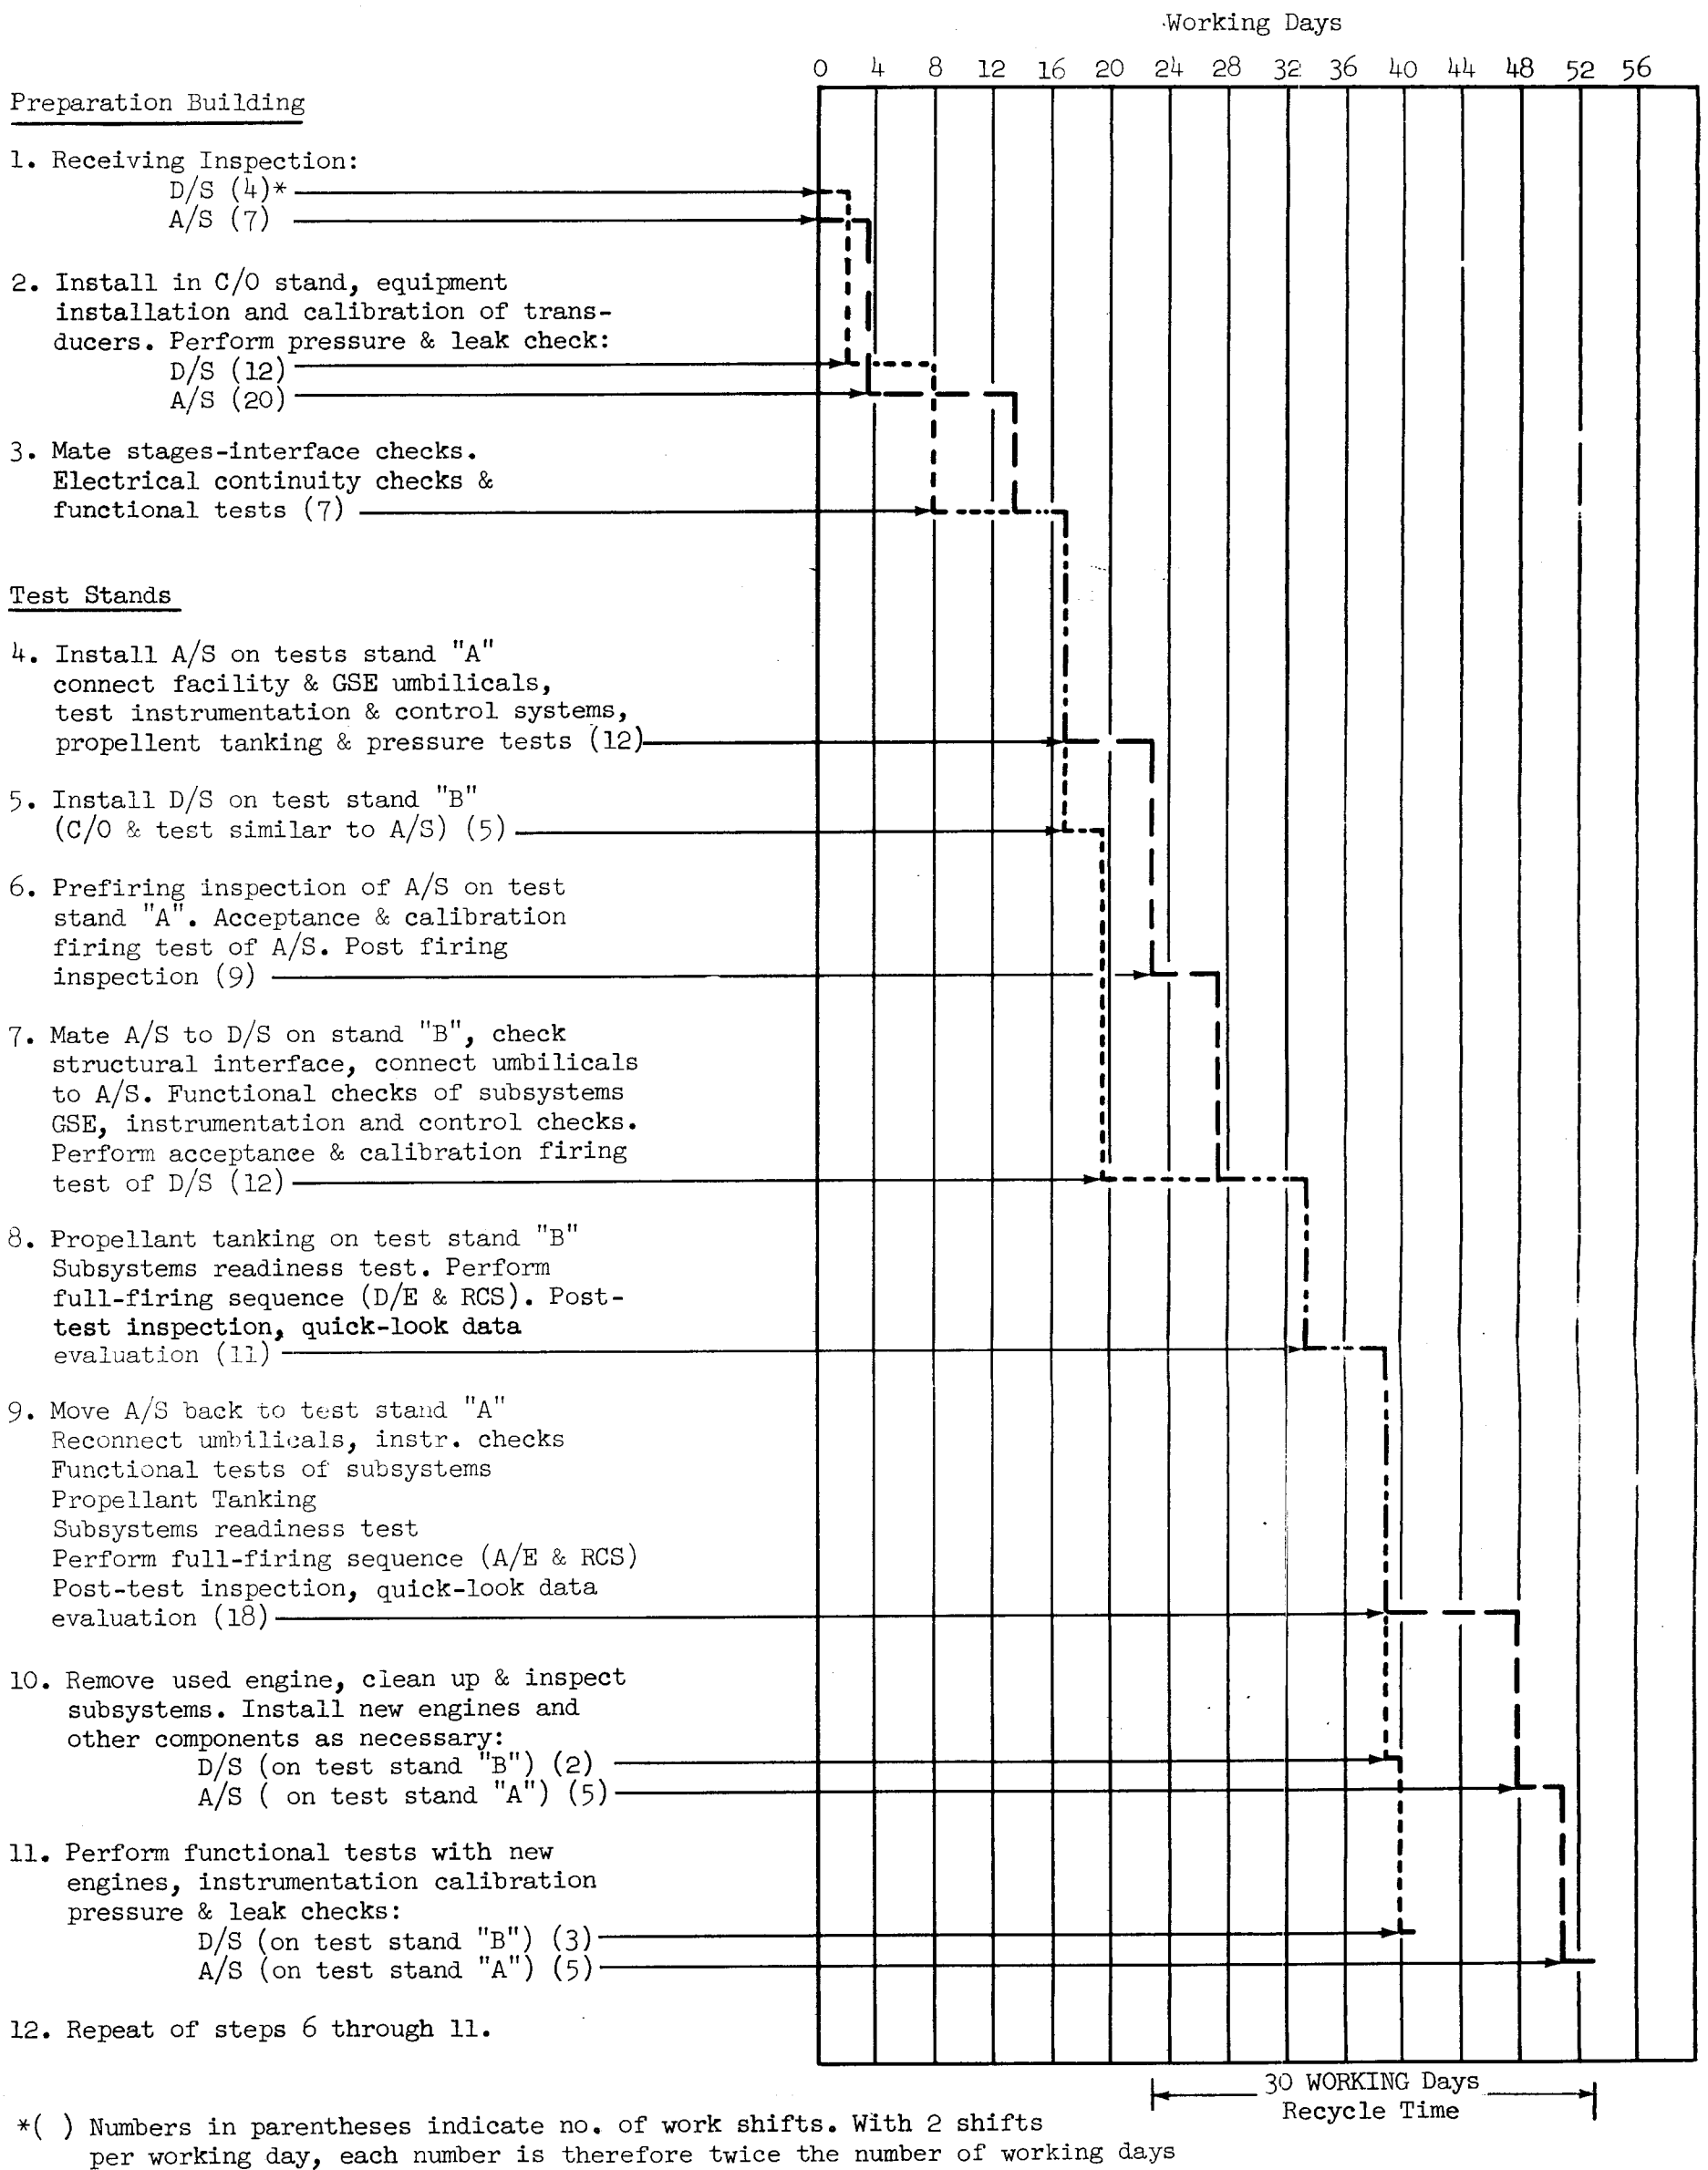 Working Days
0 4 8 12 16 20 24 28 32 36 40 44 48 52 56
Preparation Building
1. Receiving Inspection:
D/S (4)*
A/S (7)
2. Install in C/O stand, equipment
installation and calibration of trans-
ducers. Perform pressure & leak check:
D/S (12)
A/S (20)
3. Mate stages-interface checks.
Electrical continuity checks &
functional tests (7)
Test Stands
4. Install A/S on tests stand "A"
connect facility & GSE umbilicals,
test instrumentation & control systems,
propellent tanking & pressure tests (12)
5. Install D/S on test stand "B"
(C/O & test similar to A/S) (5)
6. Prefiring inspection of A/S on test
stand "A". Acceptance & calibration
firing test of A/S. Post firing
inspection (9)
7. Mate A/S to D/S on stand "B", check
structural interface, connect umbilicals
to A/S. Functional checks of subsystems
GSE, instrumentation and control checks.
Perform acceptance & calibration firing
test of D/S (12)
8. Propellant tanking on test stand "B"
Subsystems readiness test. Perform
full-firing sequence (D/E & RCS). Post-
test inspection, quick-look data
evaluation (11)
9. Move A/S back to test stand "A"
Reconnect umbilicals, instr. checks
Functional tests of subsystems
Propellant Tanking
Subsystems readiness test
Perform full-firing sequence (A/E & RCS)
Post-test inspection, quick-look data
evaluation (18)
10. Remove used engine, clean up & inspect
subsystems. Install new engines and
other components as necessary:
D/S (on test stand "B") (2)
A/S ( on test stand "A") (5)
11. Perform functional tests with new
engines, instrumentation calibration
pressure & leak checks:
D/S (on test stand "B") (3)
A/S (on test stand "A") (5)
12. Repeat of steps 6 through 11.
30 WORKING Days
Recycle Time
*( ) Numbers in parentheses indicate no. of work shifts. With 2 shifts
per working day, each number is therefore twice the number of working days